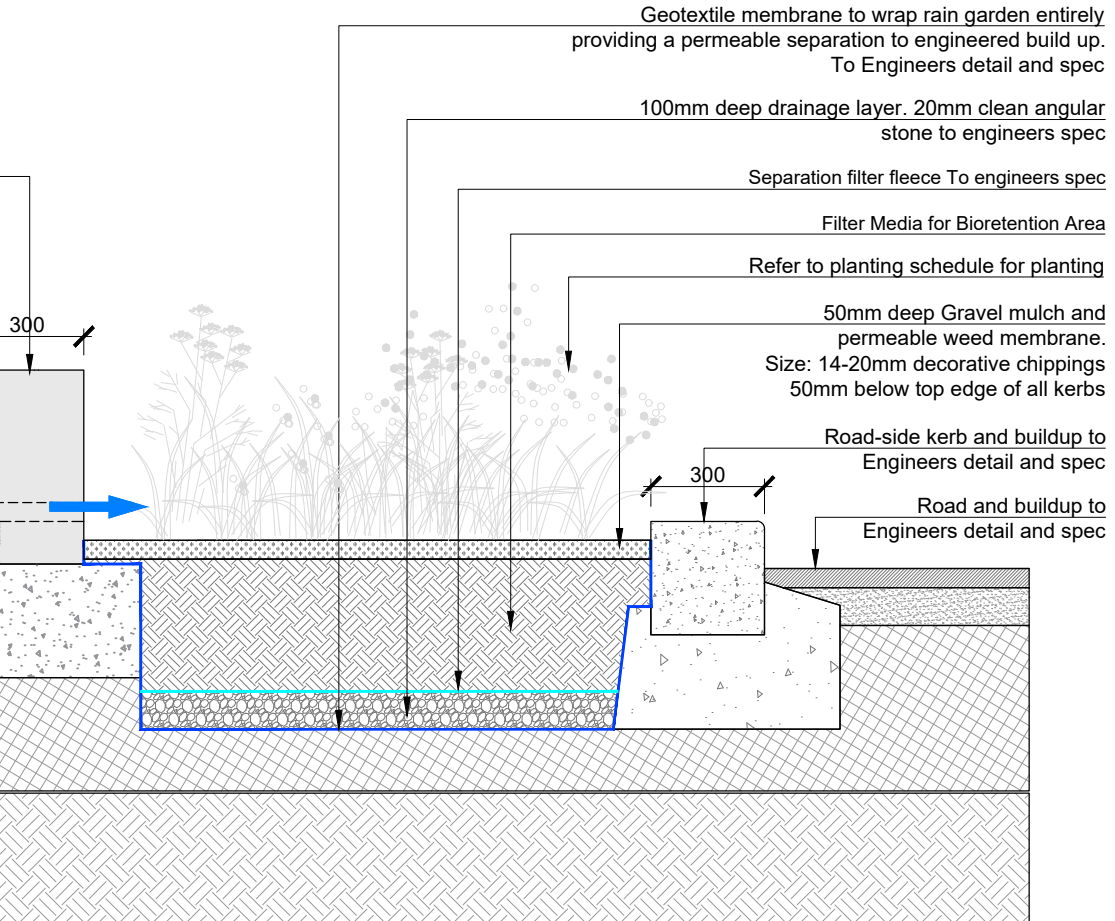 Geotextile membrane to wrap rain garden entirely
providing a permeable separation to engineered build up.
To Engineers detail and spec
100mm deep drainage layer. 20mm clean angular
stone to engineers spec
Separation filter fleece To engineers spec
Filter Media for Bioretention Area
Refer to planting schedule for planting
300
50mm deep Gravel mulch and
permeable weed membrane.
Size: 14-20mm decorative chippings
50mm below top edge of all kerbs
Road-side kerb and buildup to
Engineers detail and spec
300
Road and buildup to
Engineers detail and spec